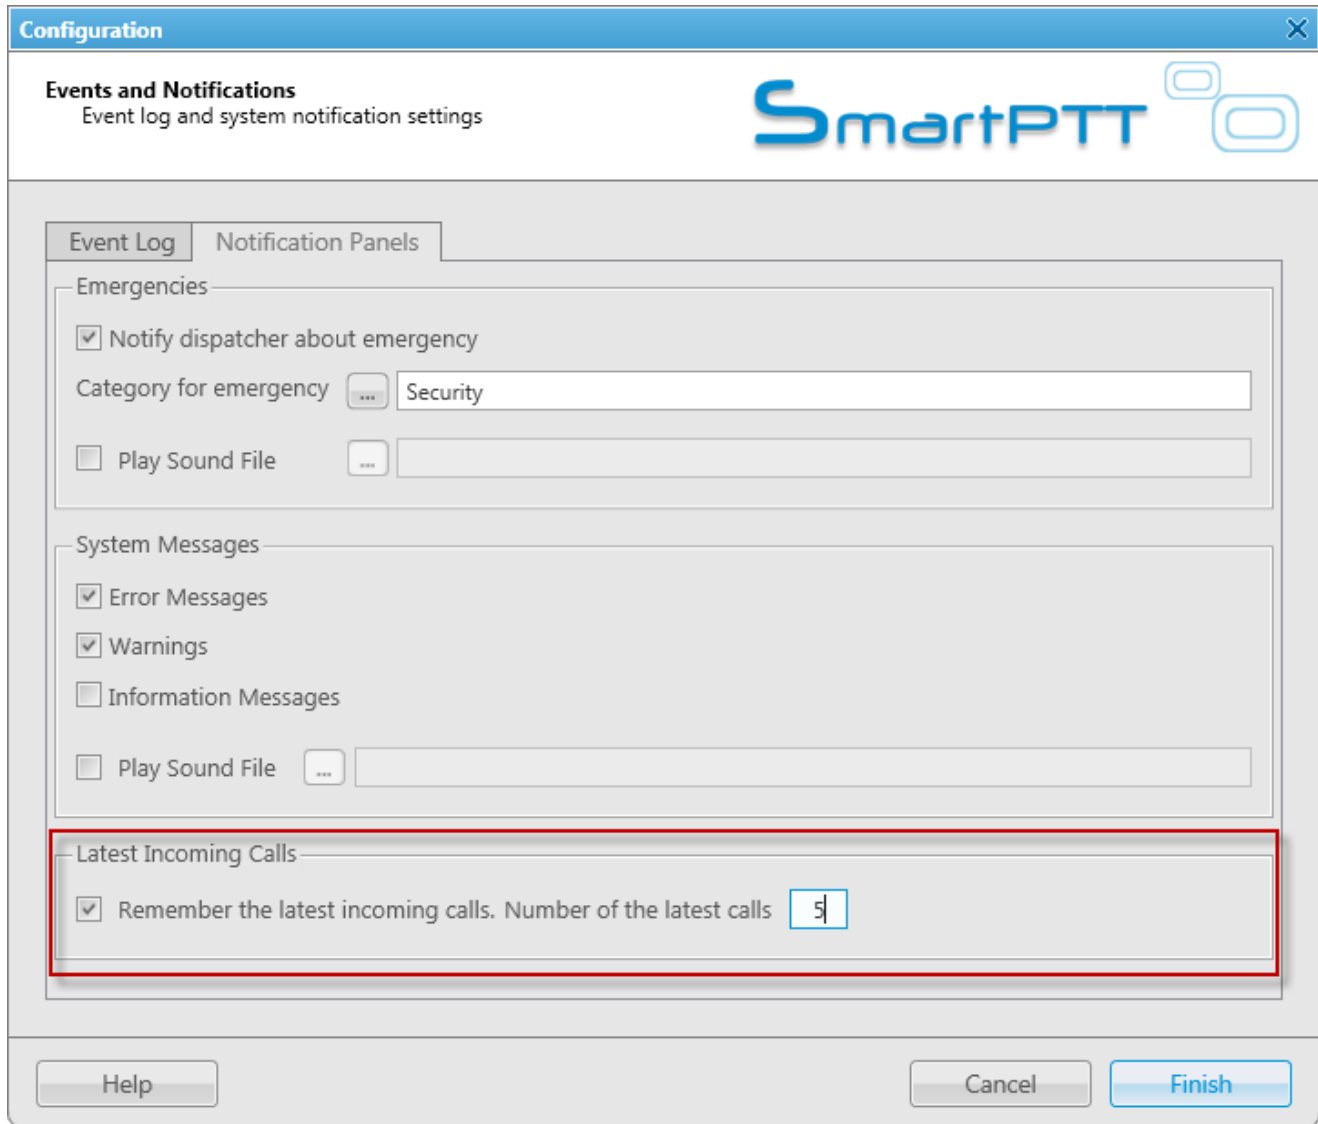 Configuration
Events and Notifications
Event log and system notification settings
SmartPTT
Event Log Notification Panels
Emergencies
Notify dispatcher about emergency
Category for emergency ... Security
Play Sound File ...
System Messages
Error Messages
Warnings
Information Messages
Play Sound File ...
Latest Incoming Calls
Remember the latest incoming calls. Number of the latest calls 5
Help Cancel Finish